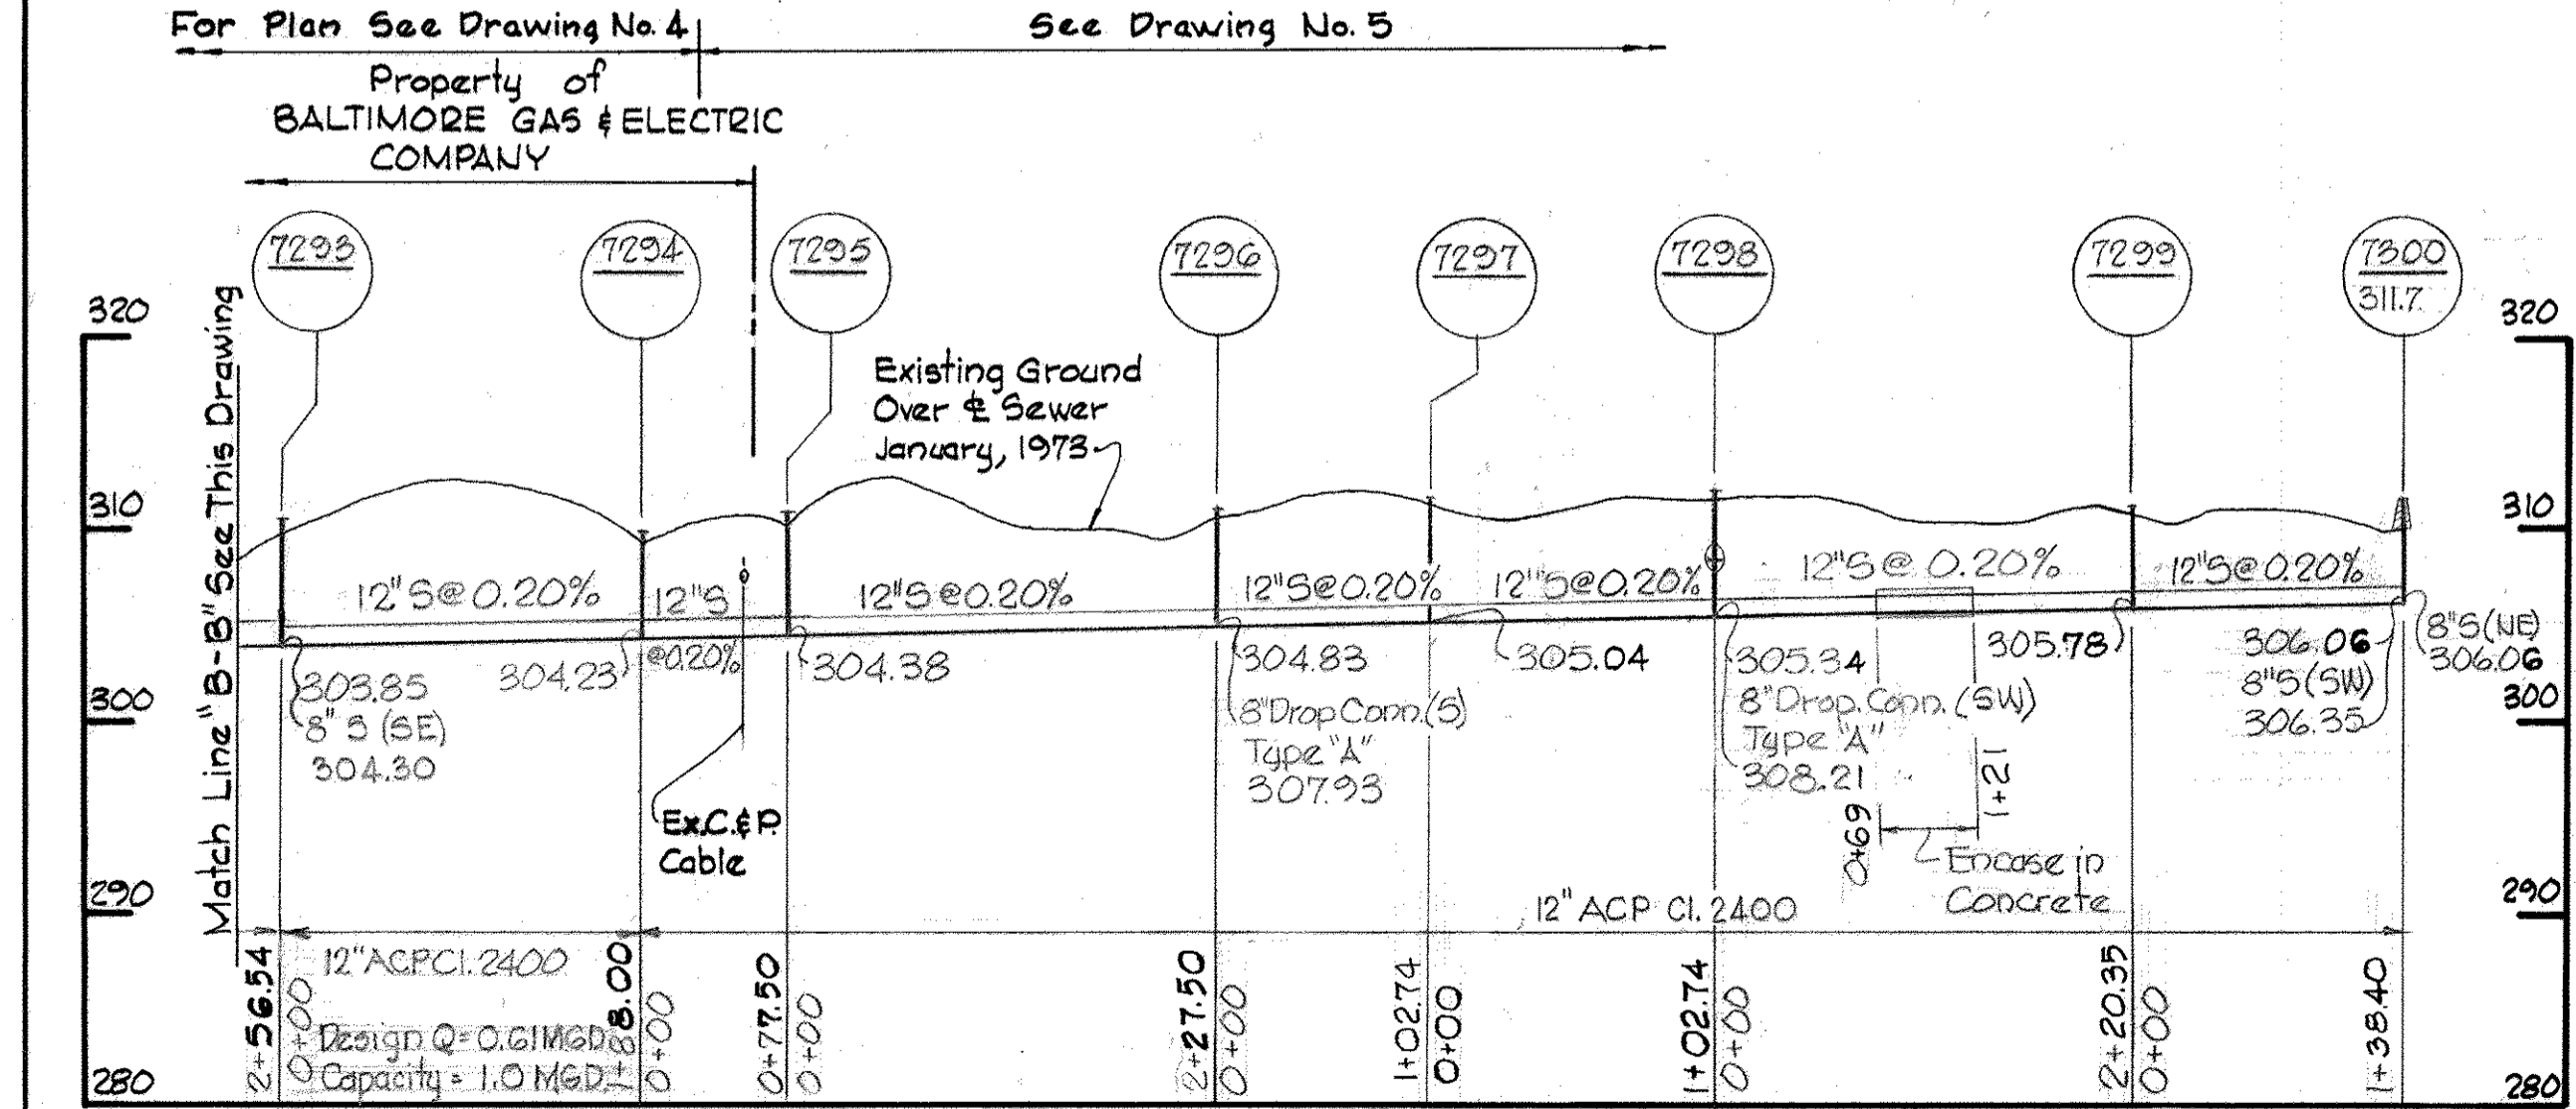 For Plan See Drawing No. 4
See Drawing No. 5
Property of
BALTIMORE GAS & ELECTRIC
COMPANY
7293
7294
7295
7296
7297
7298
7299
7300
311.7
320
320
Match Line "B-B" See This Drawing
Existing Ground
Over ℄ Sewer
January, 1973
310
310
12"S@0.20%
12"S
@0.20%
12"S@0.20%
12"S@0.20%
12"S@0.20%
12"S@ 0.20%
12"S@0.20%
303.85
8" S (SE)
304.30
304.23
304.38
304.83
8"Drop Conn.(S)
Type "A"
307.93
305.04
305.34
8"Drop. Conn. (SW)
Type "A"
308.21
305.78
306.06
8"S(SW)
306.35
8"S(NE)
306.06
300
300
Ex.C.&P.
Cable
0+69
1+21
Encase in
Concrete
290
290
12"ACP Cl. 2400
12" ACP Cl. 2400
2+56.54
0+00
Design Q= 0.61MGD
Capacity = 1.0 MGD.±
8.00
0+00
0+77.50
0+00
2+27.50
0+00
1+02.74
0+00
1+02.74
0+00
2+20.35
0+00
1+38.40
280
280